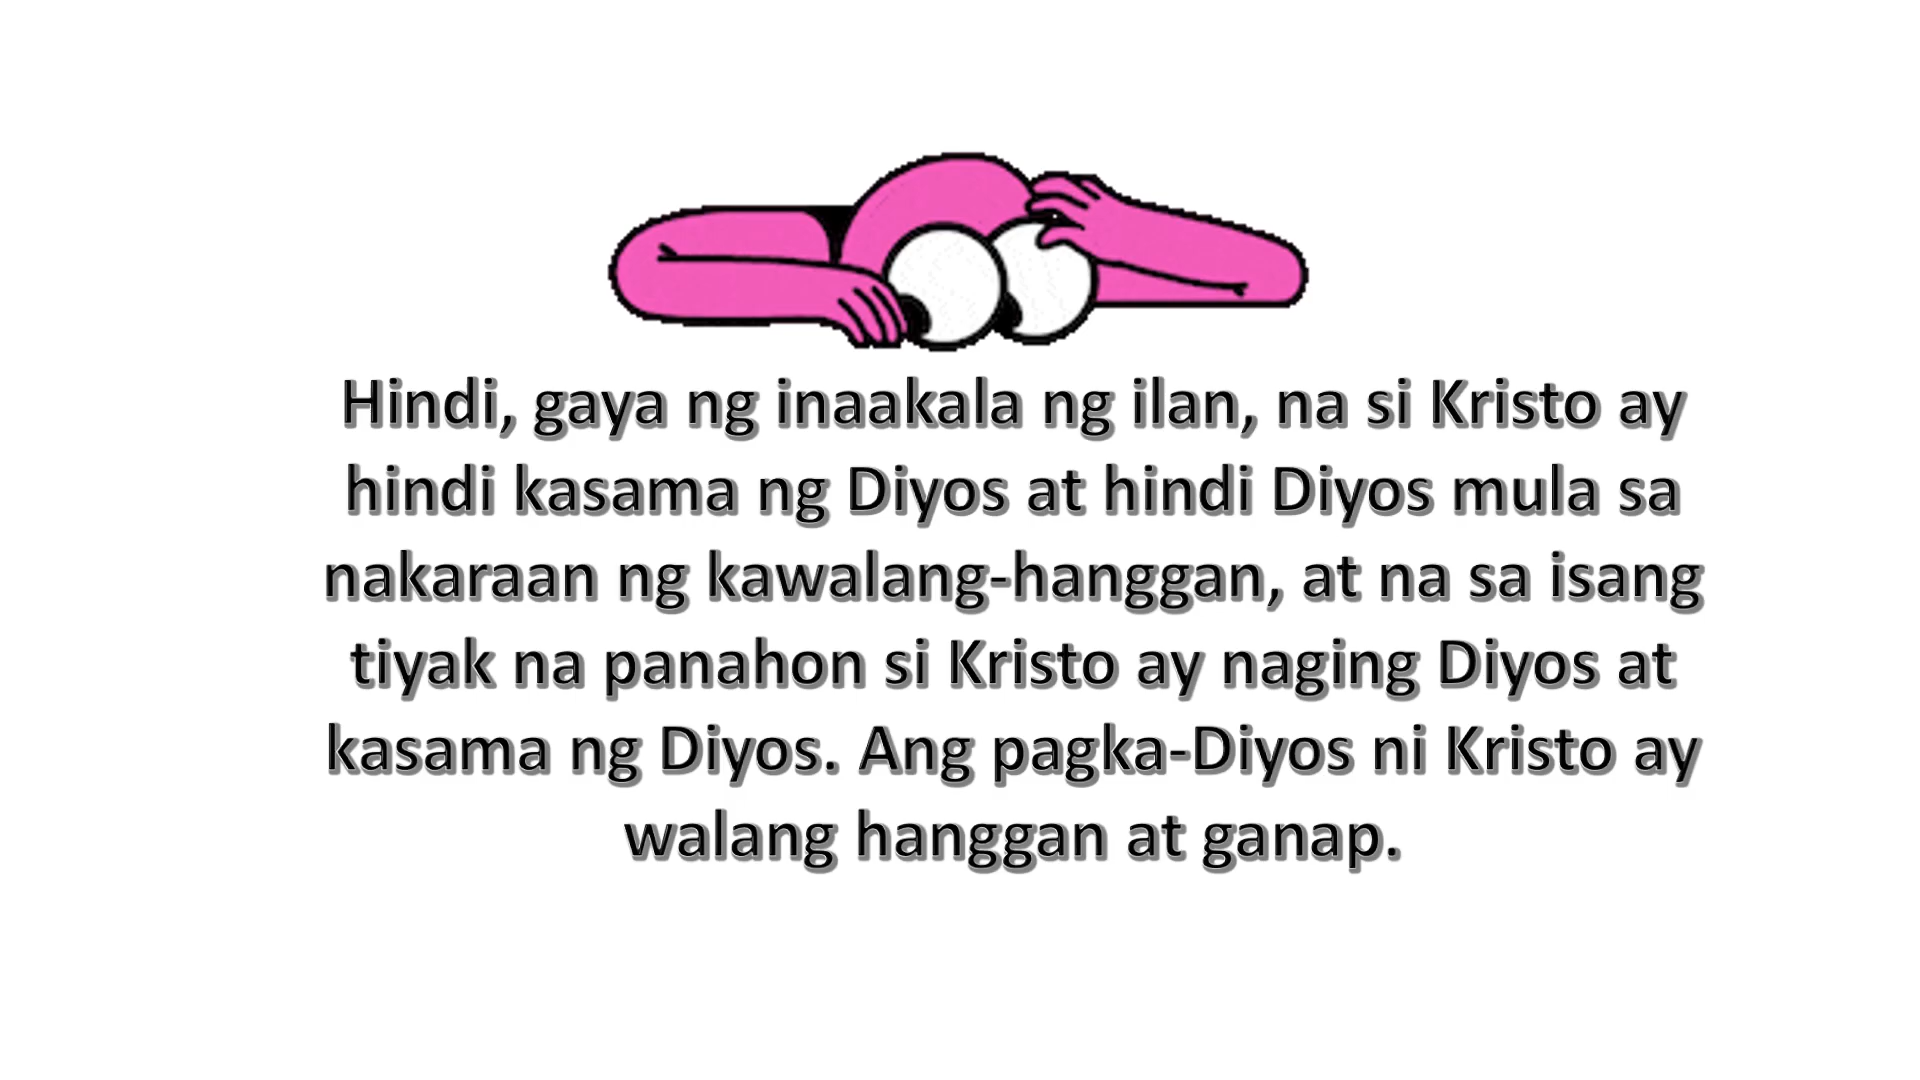 Hindi, gaya ng inaakala ng ilan, na si Kristo ay
hindi kasama ng Diyos at hindi Diyos mula sa
nakaraan ng kawalang-hanggan, at na sa isang
tiyak na panahon si Kristo ay naging Diyos at
kasama ng Diyos. Ang pagka-Diyos ni Kristo ay
walang hanggan at ganap.